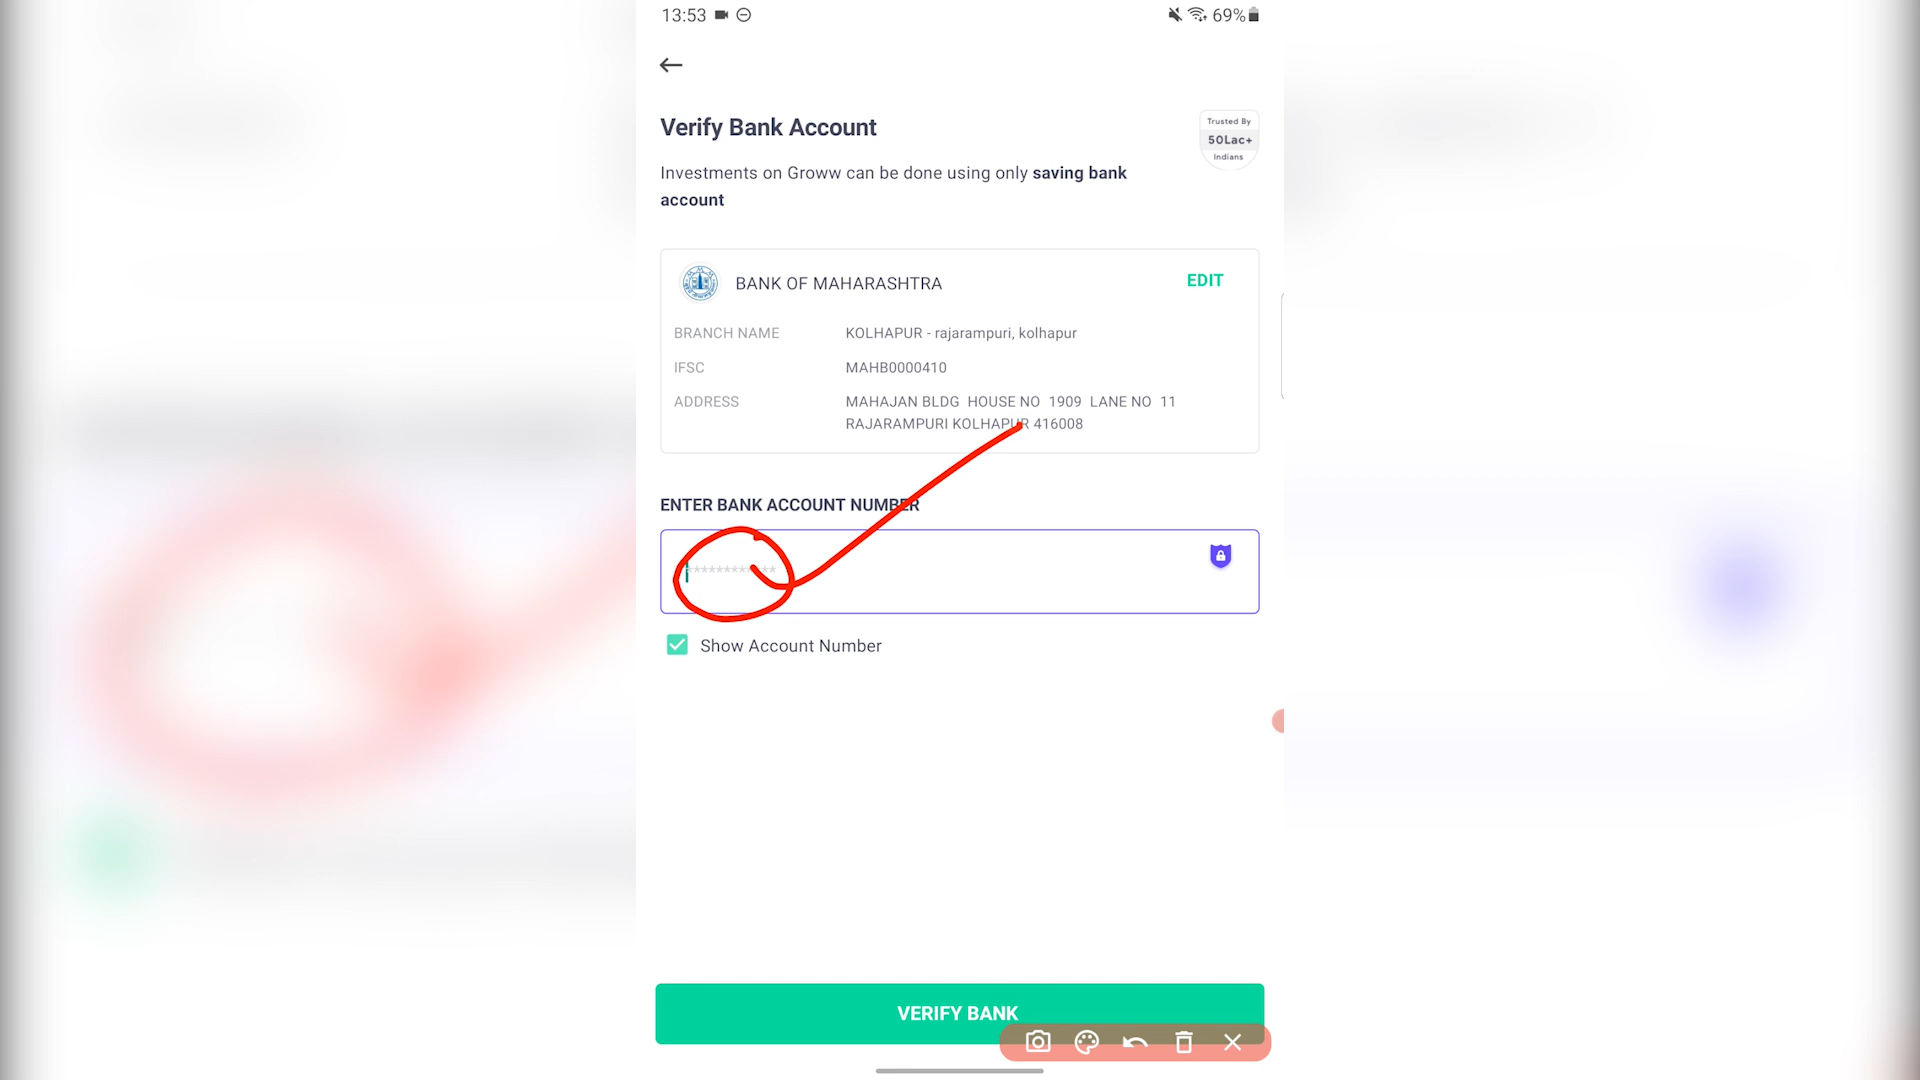 13:53
69%
Verify Bank Account
Trusted By
50Lac+
Indians
Investments on Groww can be done using only saving bank
account
BANK OF MAHARASHTRA
EDIT
BRANCH NAME KOLHAPUR - rajarampuri, kolhapur
IFSC MAHB0000410
ADDRESS MAHAJAN BLDG HOUSE NO 1909 LANE NO 11
RAJARAMPURI KOLHAPUR 416008
ENTER BANK ACCOUNT NUMBER
************
Show Account Number
VERIFY BANK